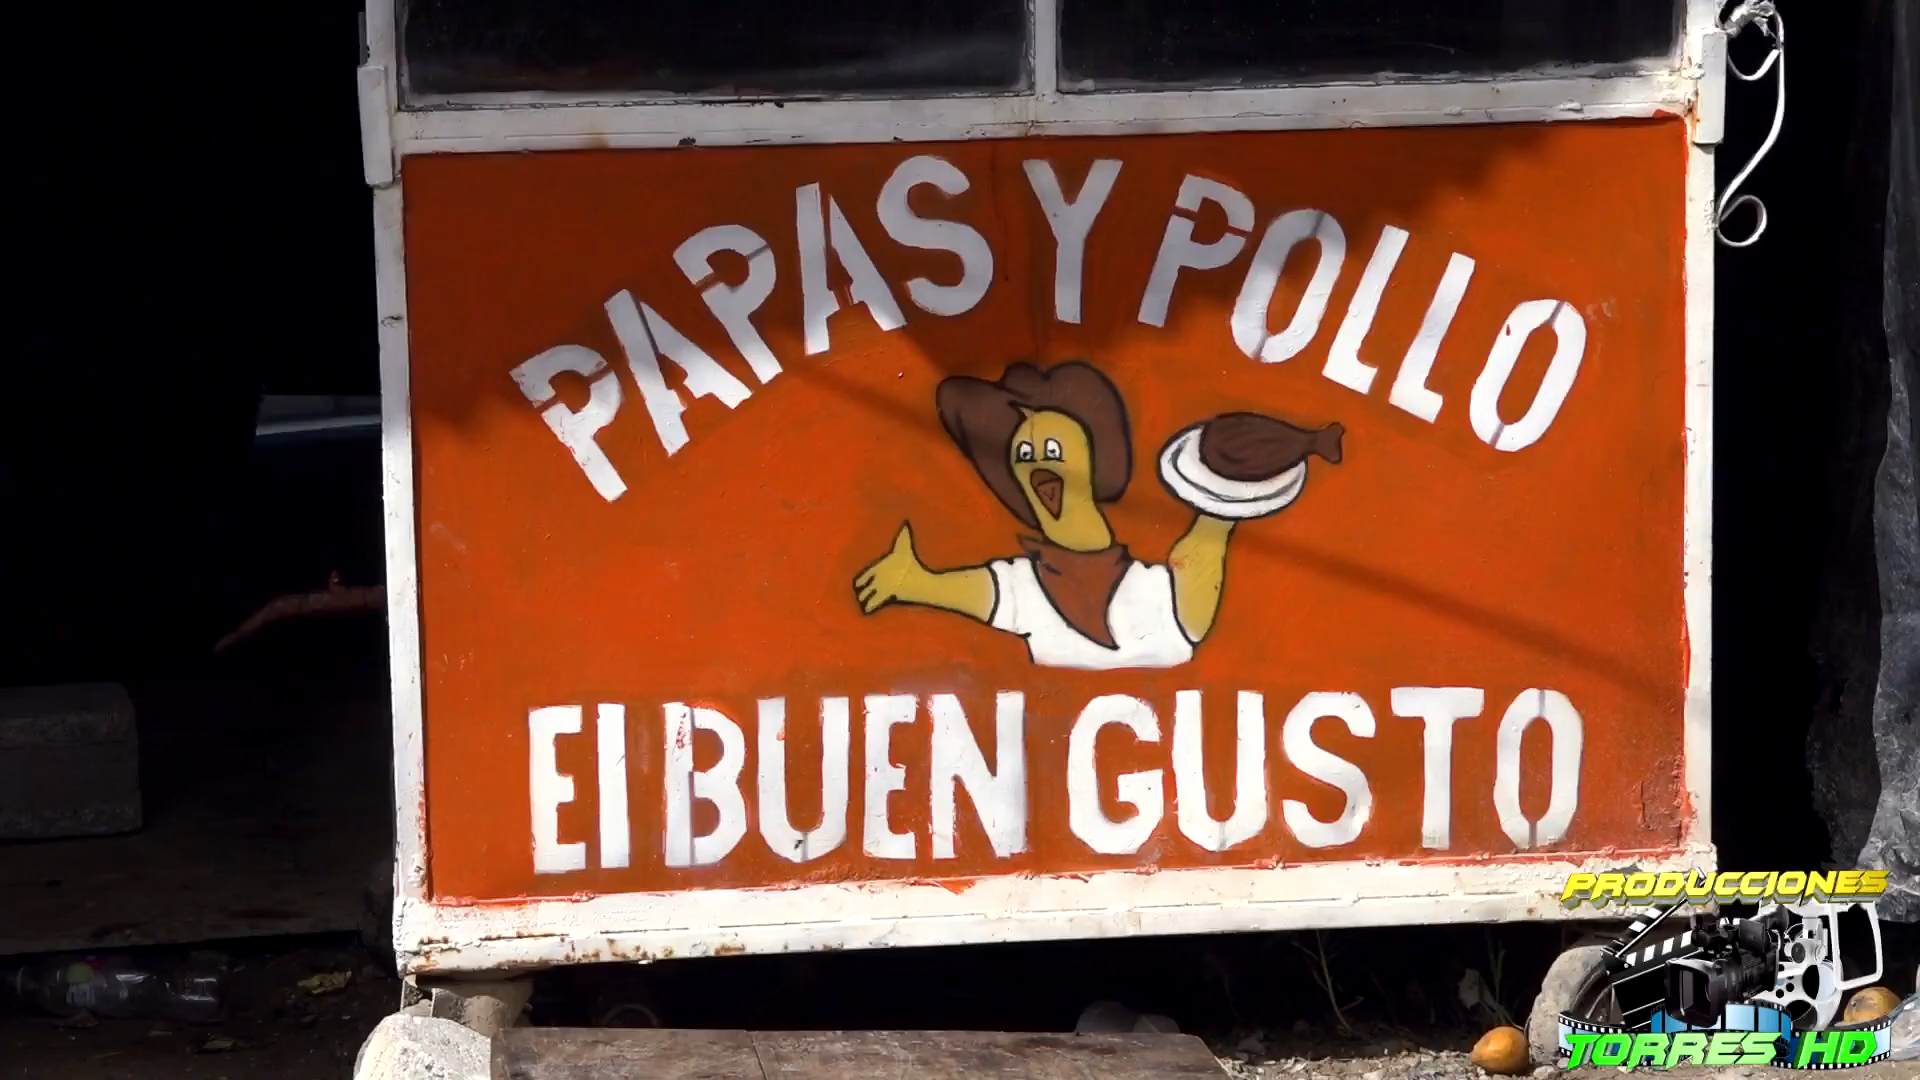 PAPAS Y POLLO
El BUEN GUSTO
PRODUCCIONES
TORRES HD